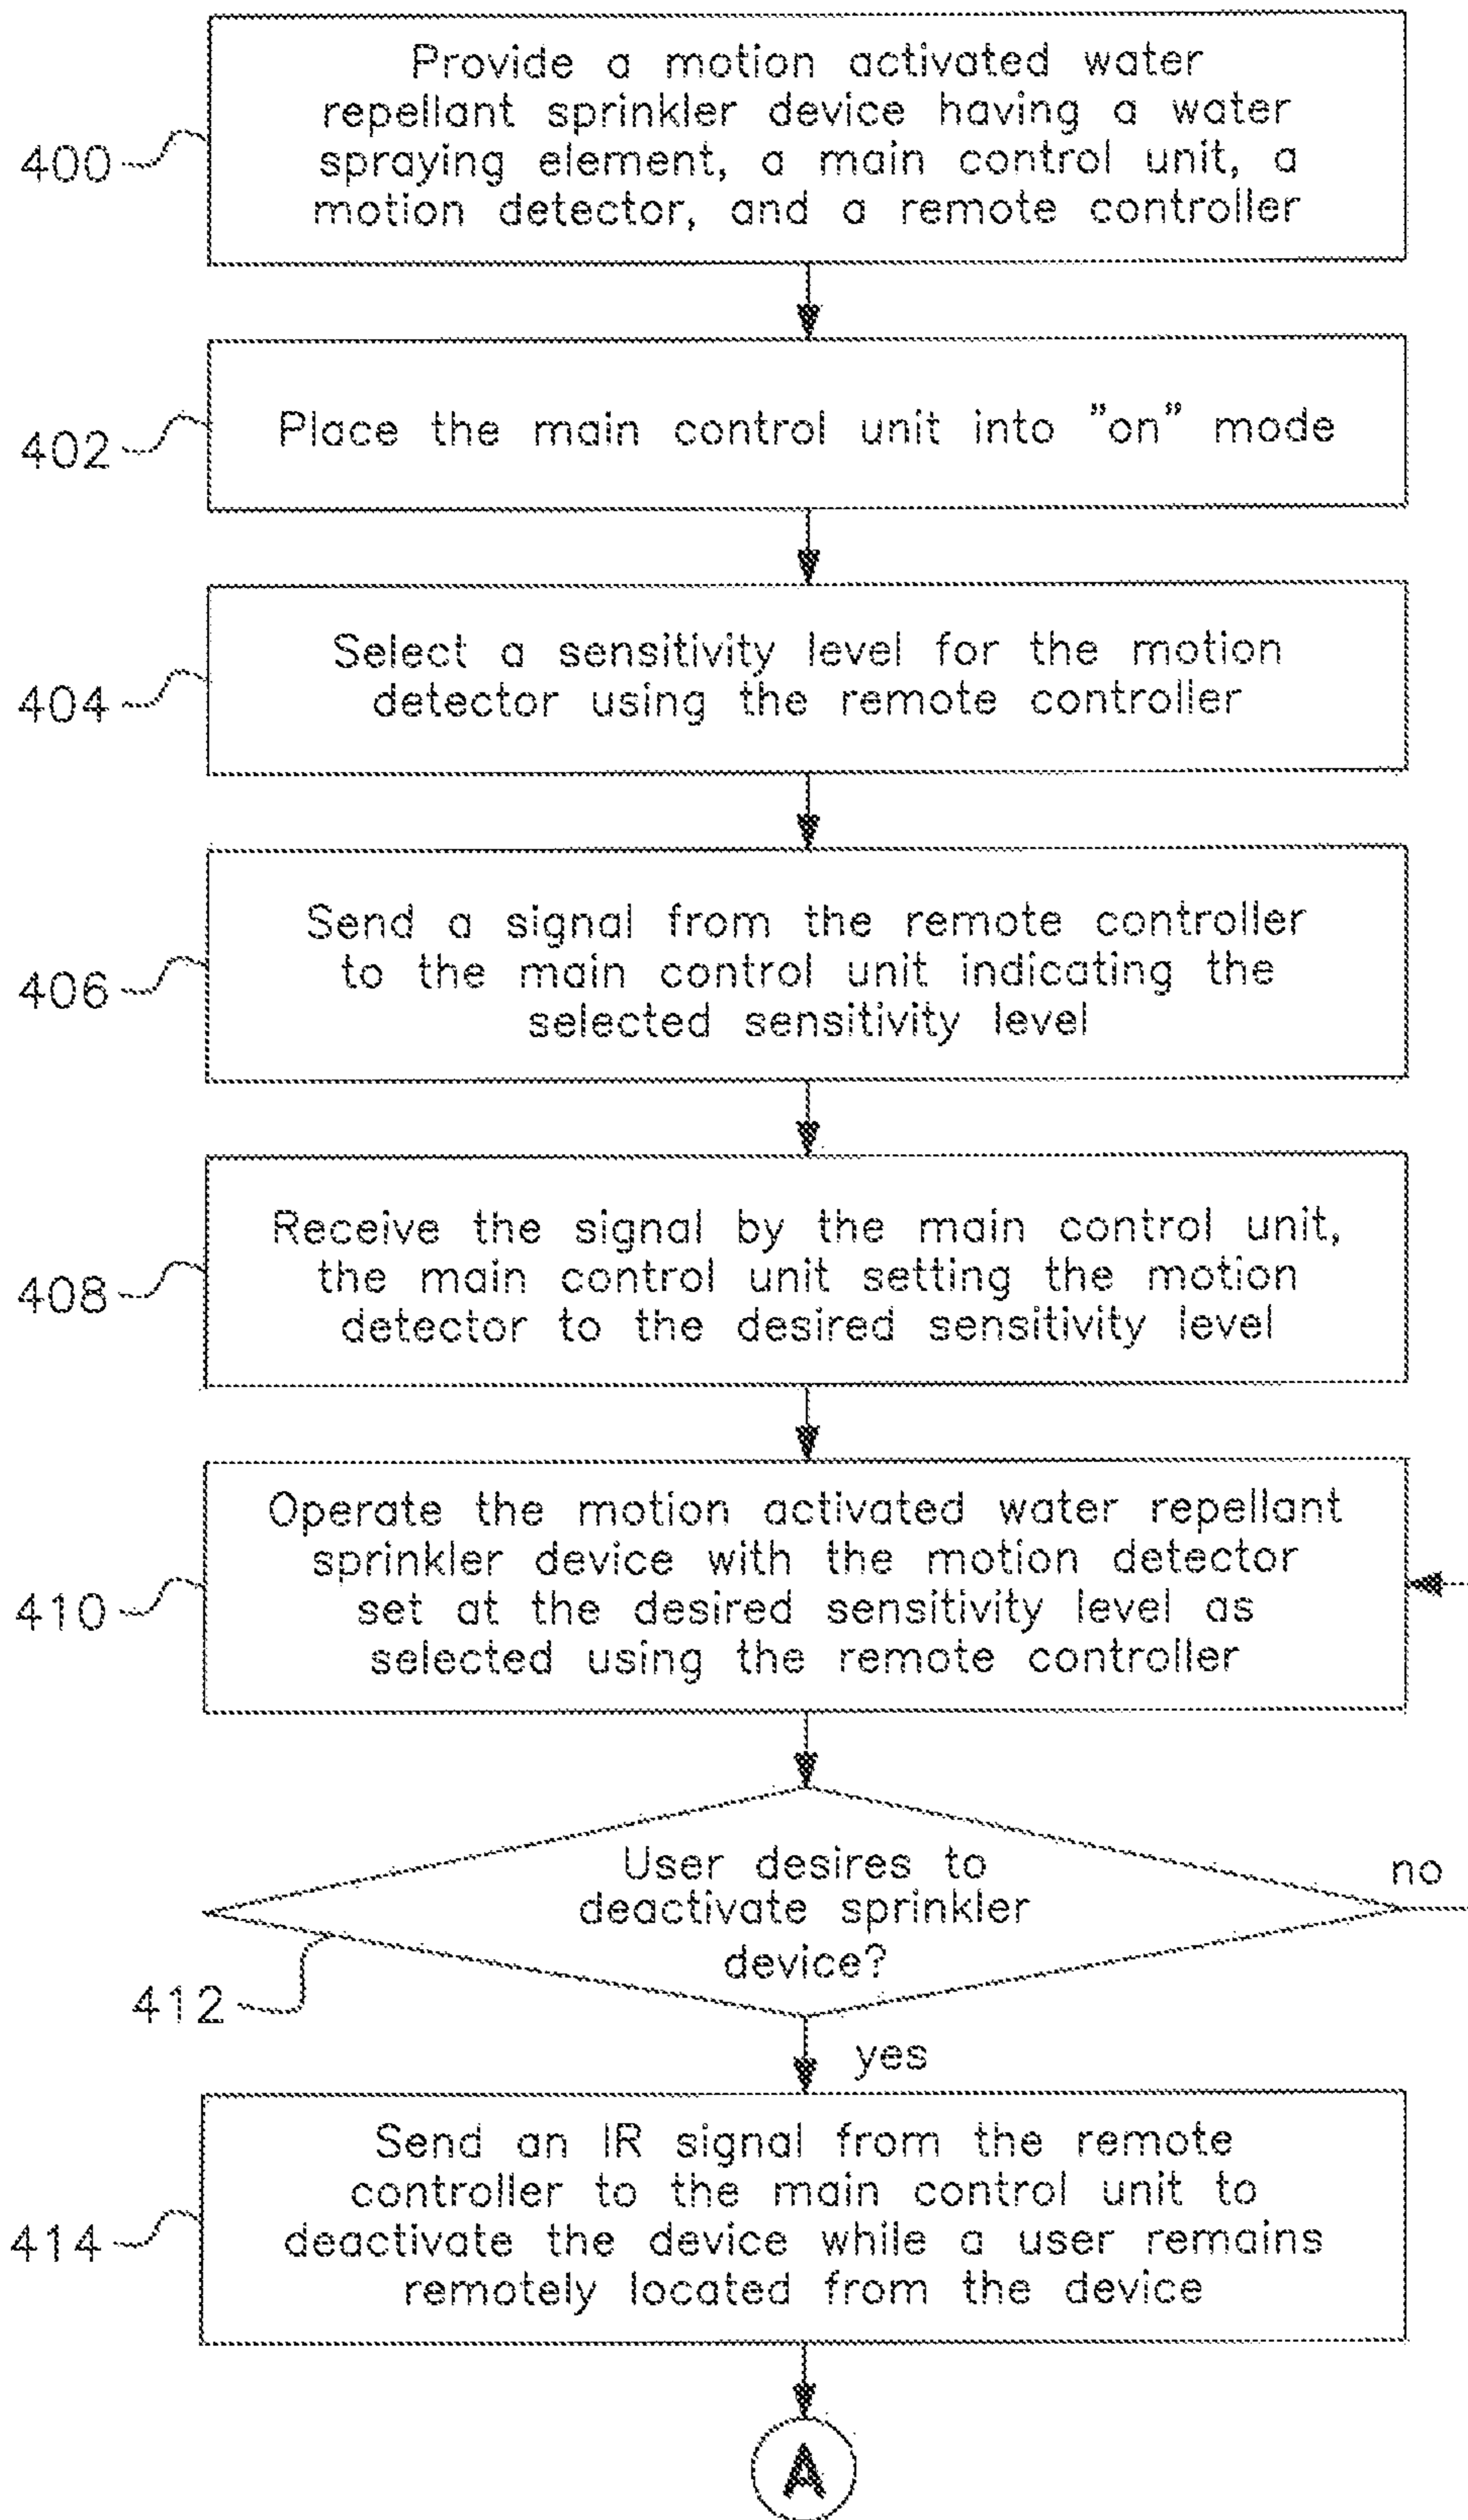 Provide a motion activated water
repellant sprinkler device having a water
spraying element, a main control unit, a
motion detector, and a remote controller
400
Place the main control unit into "on" mode
402
Select a sensitivity level for the motion
detector using the remote controller
404
Send a signal from the remote controller
to the main control unit indicating the
selected sensitivity level
406
Receive the signal by the main control unit,
the main control unit setting the motion
detector to the desired sensitivity level
408
Operate the motion activated water repellant
sprinkler device with the motion detector
set at the desired sensitivity level as
selected using the remote controller
410
User desires to
deactivate sprinkler
device?
no
412
yes
Send an IR signal from the remote
controller to the main control unit to
deactivate the device while a user remains
remotely located from the device
414
A